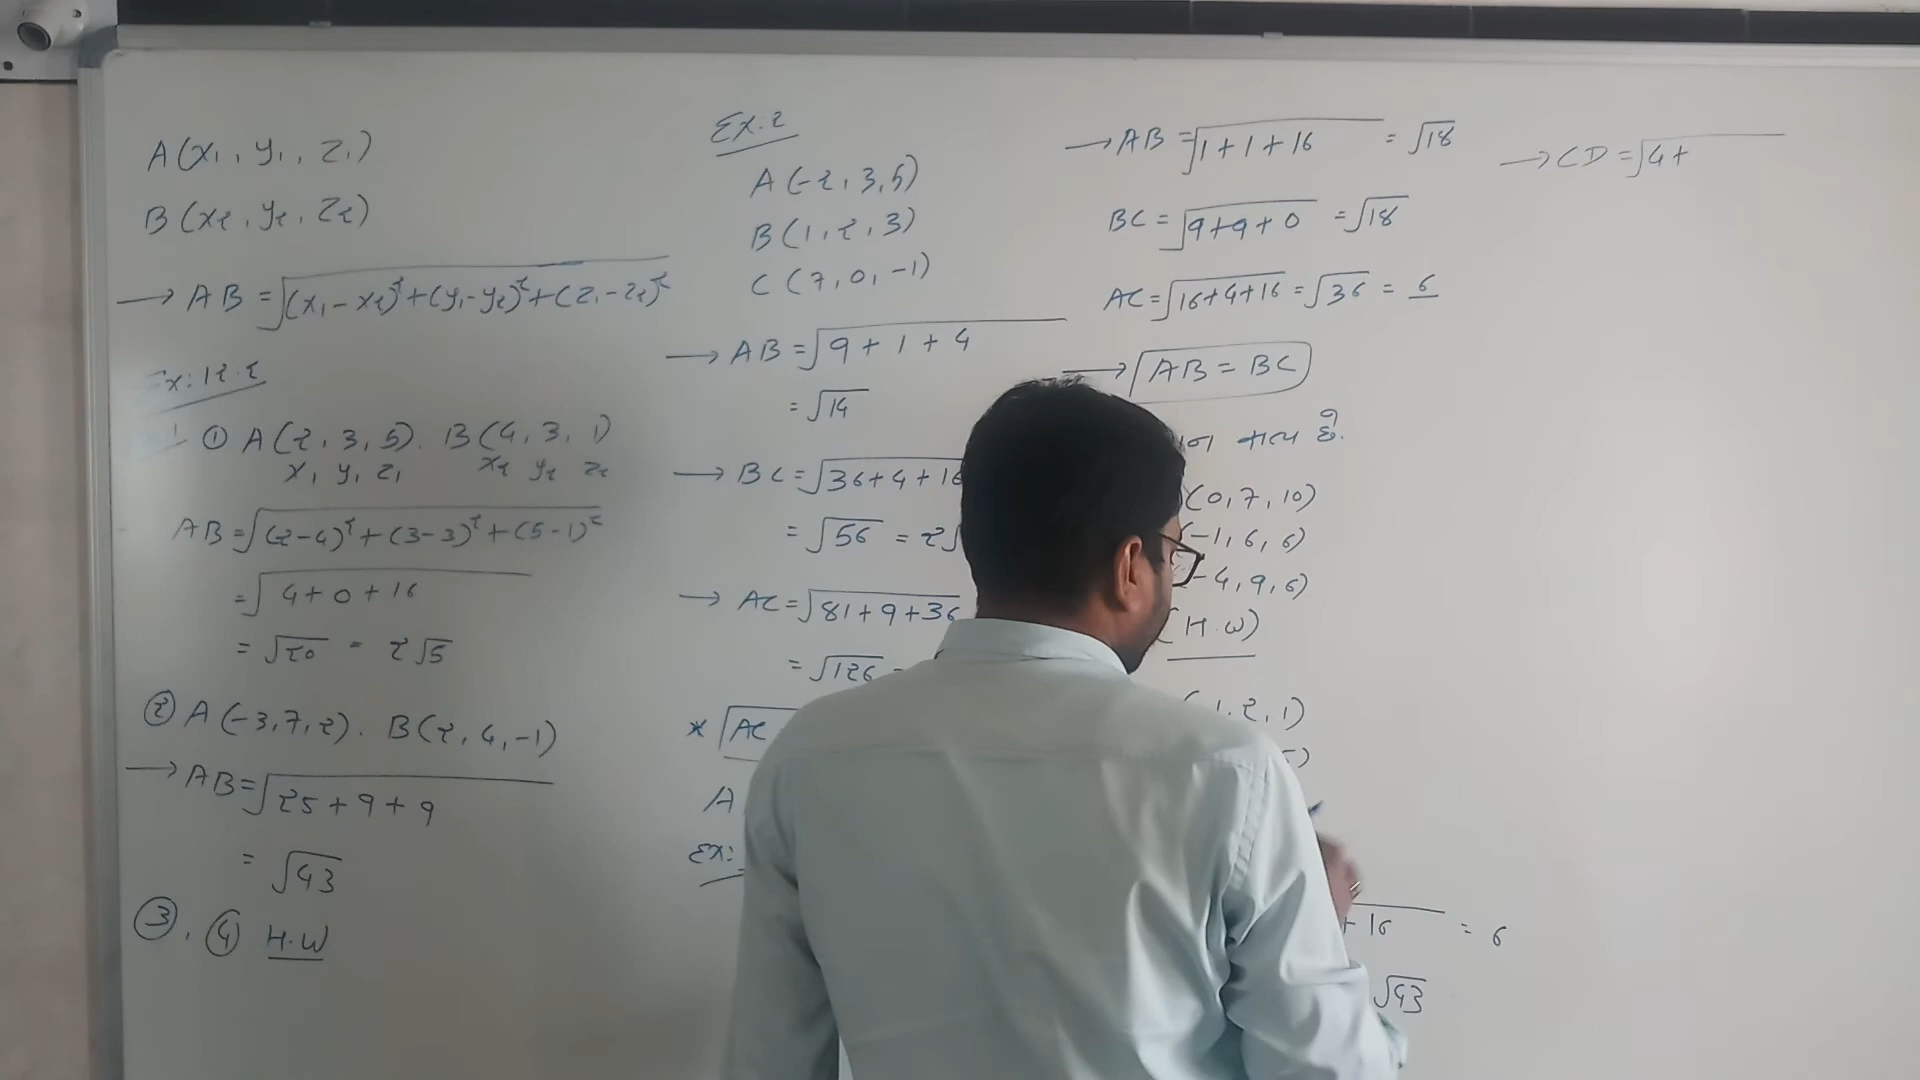 A(x₁, y₁, z₁)
B(x₂, y₂, z₂)
→ AB = √(x₁-x₂)²+(y₁-y₂)²+(z₁-z₂)²
Ex: 12.2
① A(2, 3, 5). B(4, 3, 1)
x₁ y₁ z₁ x₂ y₂ z₂
AB = √(2-4)²+(3-3)²+(5-1)²
= √4+0+16
= √20 = 2√5
② A(-3,7,2). B(2,4,-1)
→ AB = √25+9+9
= √43
③, ④ H.W
Ex: 2
A(-2,3,5)
B(1,2,3)
C(7,0,-1)
→ AB = √9+1+4
= √14
→ BC = √36+4+16
= √56 = 2√
→ AC = √81+9+36
= √126 =
* AC
A
Ex:
→ AB = √1+1+16 = √18
BC = √9+9+0 = √18
AC = √16+4+16 = √36 = 6
→ AB = BC
(0,7,10)
(-1,6,6)
(-4,9,6)
(H.W)
2, 1)
)
+ 16 = 6
√43
→ CD = √4+